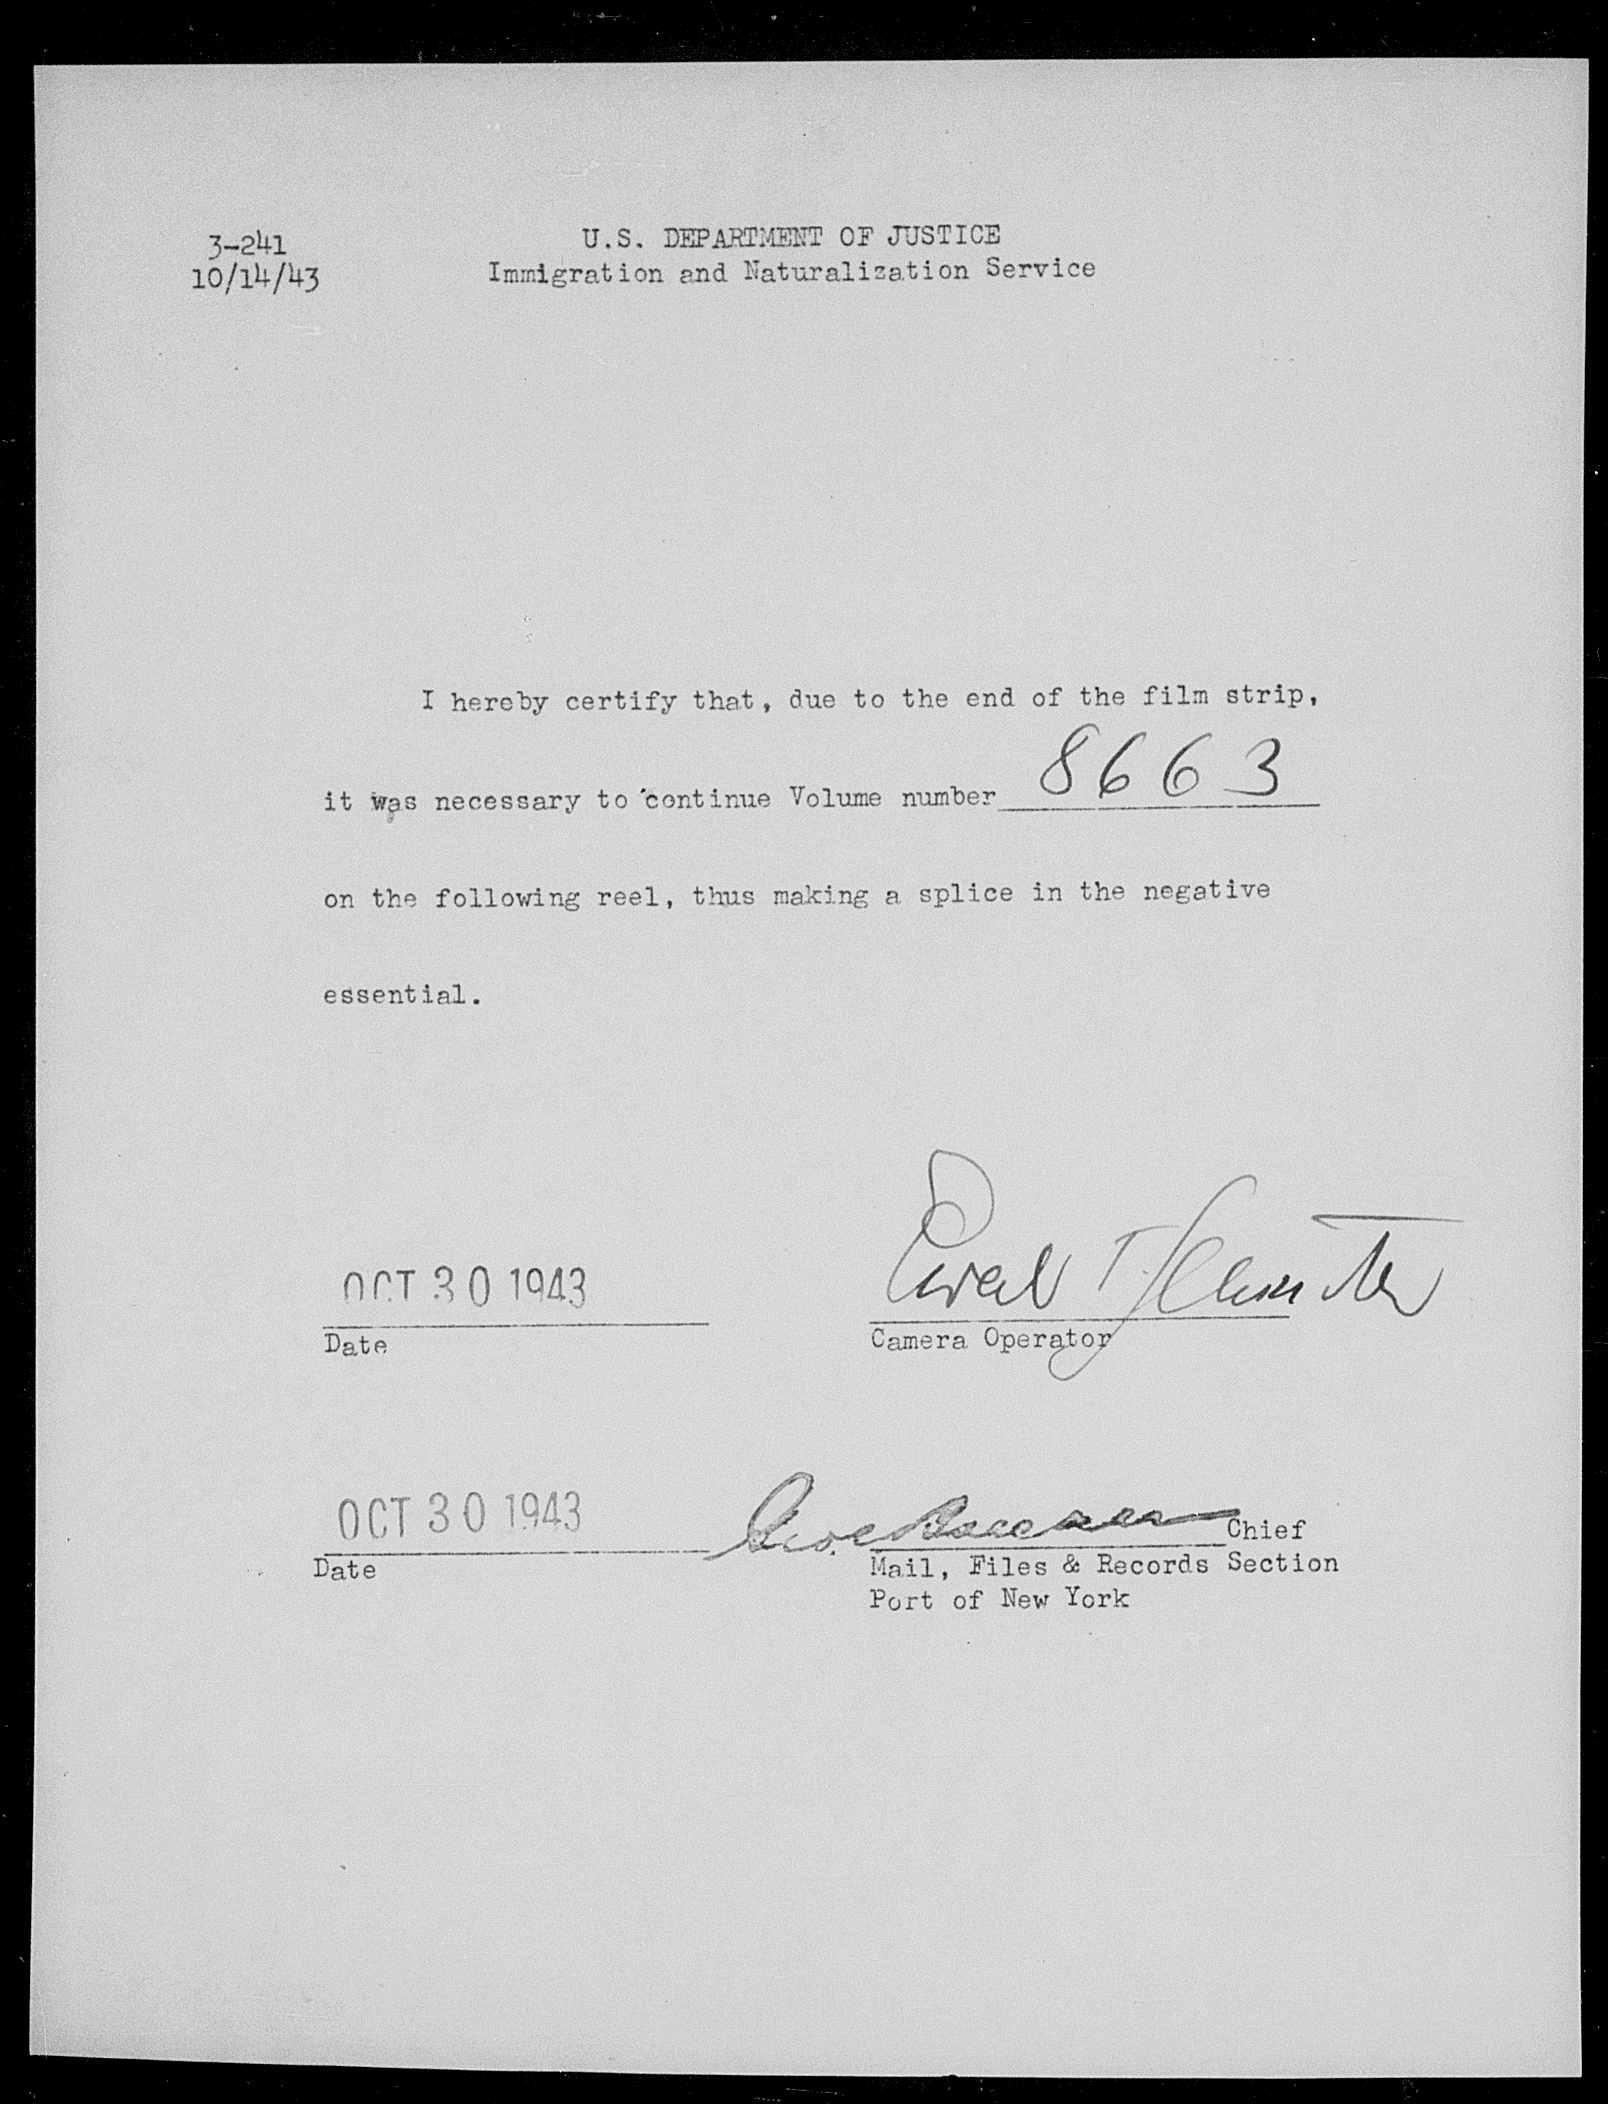 3-241
10/14/43
U.S. DEPARTMENT OF JUSTICE
Immigration and Naturalization Service
I hereby certify that, due to the end of the film strip,
it was necessary to continue Volume number 8663
on the following reel, thus making a splice in the negative
essential.
OCT 30 1943
Date
Camera Operator
OCT 30 1943
Date
Chief
Mail, Files & Records Section
Port of New York